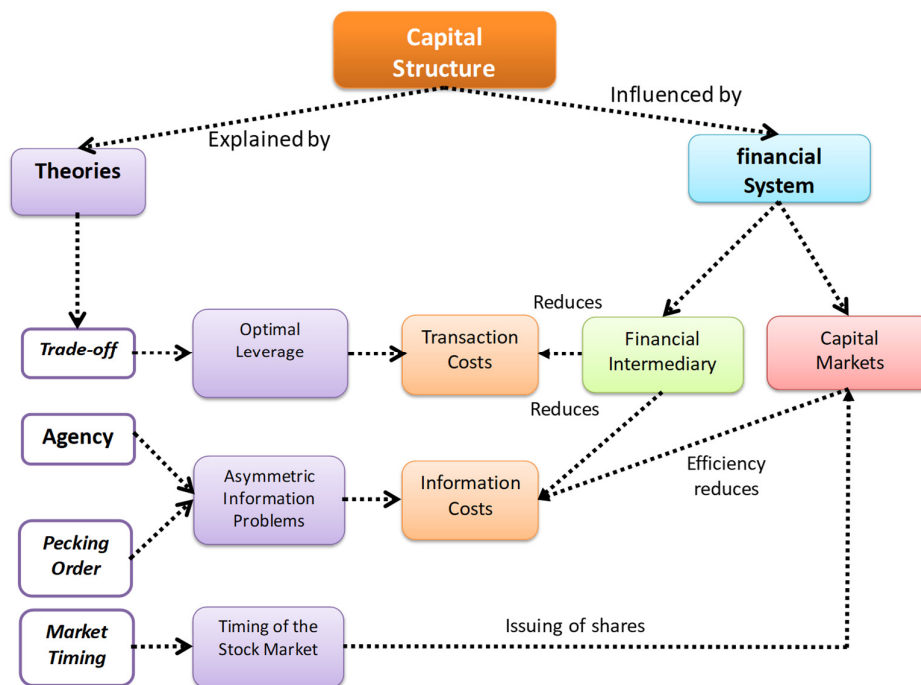 Capital
Structure
Influenced by
Explained by
Theories
financial
System
Reduces
Trade-off
Optimal
Leverage
Transaction
Costs
Financial
Intermediary
Capital
Markets
Reduces
Agency
Asymmetric
Information
Problems
Information
Costs
Efficiency
reduces
Pecking
Order
Market
Timing
Timing of the
Stock Market
Issuing of shares